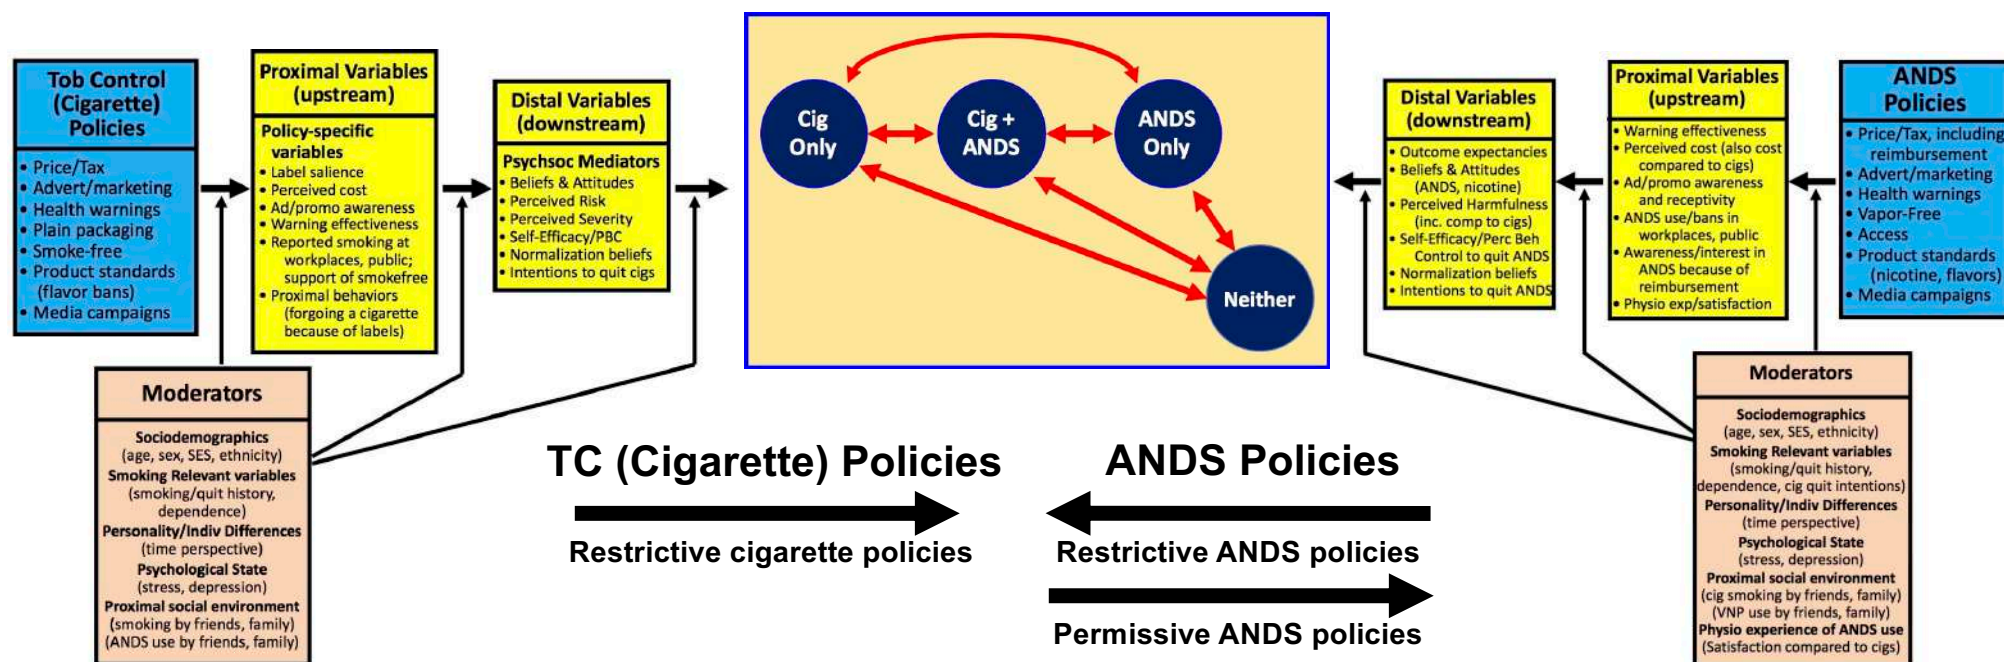 Tob Control
(Cigarette)
Policies
• Price/Tax
• Advert/marketing
• Health warnings
• Plain packaging
• Smoke-free
• Product standards
(flavor bans)
• Media campaigns
Proximal Variables
(upstream)
Policy-specific
variables
• Label salience
• Perceived cost
• Ad/promo awareness
• Warning effectiveness
• Reported smoking at
workplaces, public;
support of smokefree
• Proximal behaviors
(forgoing a cigarette
because of labels)
Distal Variables
(downstream)
Psychsoc Mediators
• Beliefs & Attitudes
• Perceived Risk
• Perceived Severity
• Self-Efficacy/PBC
• Normalization beliefs
• Intentions to quit cigs
Cig
Only
Cig +
ANDS
ANDS
Only
Neither
Distal Variables
(downstream)
• Outcome expectancies
• Beliefs & Attitudes
(ANDS, nicotine)
• Perceived Harmfulness
(inc. comp to cigs)
• Self-Efficacy/Perc Beh
Control to quit ANDS
• Normalization beliefs
• Intentions to quit ANDS
Proximal Variables
(upstream)
• Warning effectiveness
• Perceived cost (also cost
compared to cigs)
• Ad/promo awareness
and receptivity
• ANDS use/bans in
workplaces, public
• Awareness/interest in
ANDS because of
reimbursement
• Physio exp/satisfaction
ANDS
Policies
• Price/Tax, including
reimbursement
• Advert/marketing
• Health warnings
• Vapor-Free
• Access
• Product standards
(nicotine, flavors)
• Media campaigns
Moderators
Sociodemographics
(age, sex, SES, ethnicity)
Smoking Relevant variables
(smoking/quit history,
dependence)
Personality/Indiv Differences
(time perspective)
Psychological State
(stress, depression)
Proximal social environment
(smoking by friends, family)
(ANDS use by friends, family)
TC (Cigarette) Policies
Restrictive cigarette policies
ANDS Policies
Restrictive ANDS policies
Permissive ANDS policies
Moderators
Sociodemographics
(age, sex, SES, ethnicity)
Smoking Relevant variables
(smoking/quit history,
dependence, cig quit intentions)
Personality/Indiv Differences
(time perspective)
Psychological State
(stress, depression)
Proximal social environment
(cig smoking by friends, family)
(VNP use by friends, family)
Physio experience of ANDS use
(Satisfaction compared to cigs)